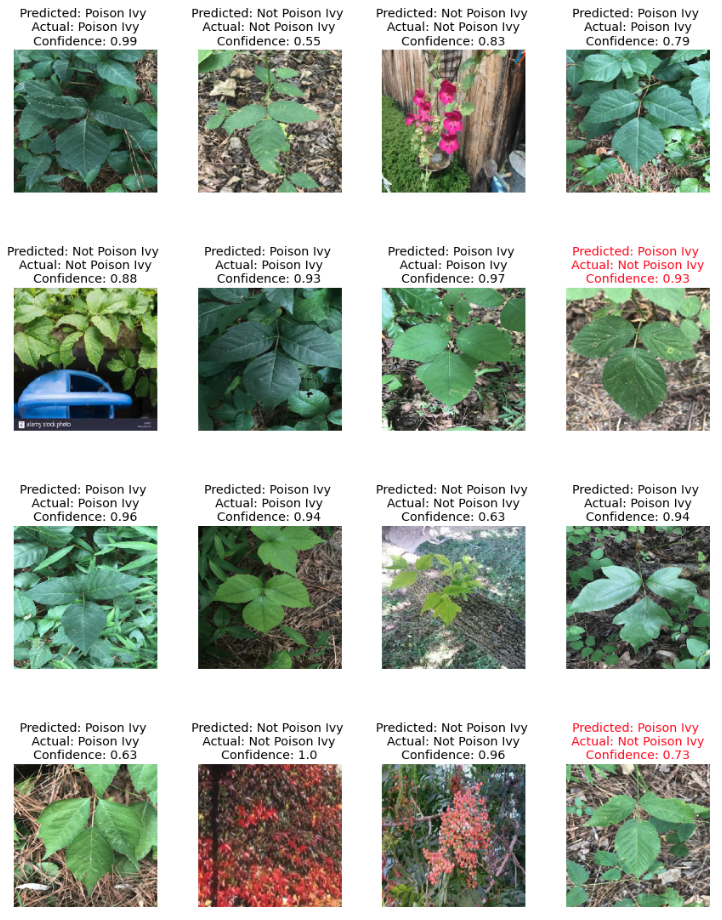 Predicted: Poison Ivy
Actual: Poison Ivy
Confidence: 0.99
Predicted: Not Poison Ivy
Actual: Not Poison Ivy
Confidence: 0.55
Predicted: Not Poison Ivy
Actual: Not Poison Ivy
Confidence: 0.83
Predicted: Poison Ivy
Actual: Poison Ivy
Confidence: 0.79
Predicted: Not Poison Ivy
Actual: Not Poison Ivy
Confidence: 0.88
Predicted: Poison Ivy
Actual: Poison Ivy
Confidence: 0.93
Predicted: Poison Ivy
Actual: Poison Ivy
Confidence: 0.97
Predicted: Poison Ivy
Actual: Not Poison Ivy
Confidence: 0.93
alamy stock photo
Predicted: Poison Ivy
Actual: Poison Ivy
Confidence: 0.96
Predicted: Poison Ivy
Actual: Poison Ivy
Confidence: 0.94
Predicted: Not Poison Ivy
Actual: Not Poison Ivy
Confidence: 0.63
Predicted: Poison Ivy
Actual: Poison Ivy
Confidence: 0.94
Predicted: Poison Ivy
Actual: Poison Ivy
Confidence: 0.63
Predicted: Not Poison Ivy
Actual: Not Poison Ivy
Confidence: 1.0
Predicted: Not Poison Ivy
Actual: Not Poison Ivy
Confidence: 0.96
Predicted: Poison Ivy
Actual: Not Poison Ivy
Confidence: 0.73